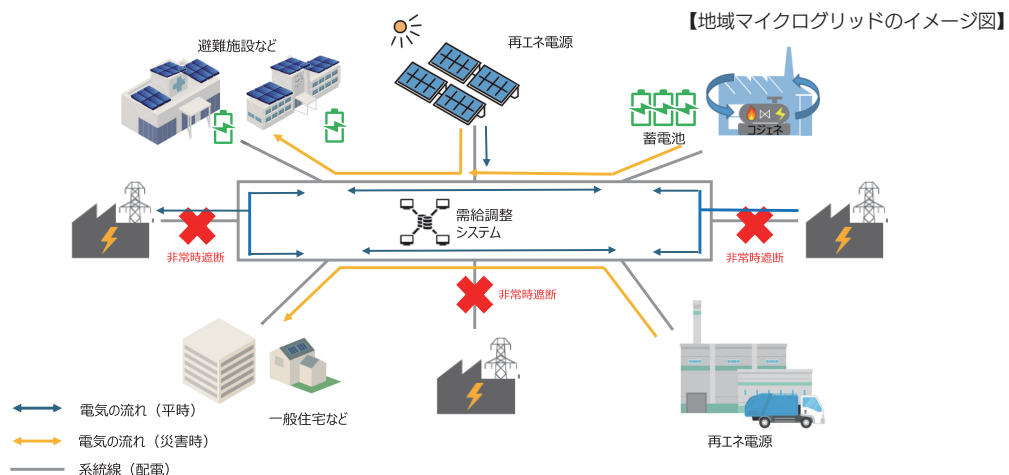 【地域マイクログリッドのイメージ図】
避難施設など
再エネ電源
蓄電池
コジェネ
需給調整
システム
非常時遮断
非常時遮断
非常時遮断
一般住宅など
再エネ電源
電気の流れ（平時）
電気の流れ（災害時）
系統線（配電）